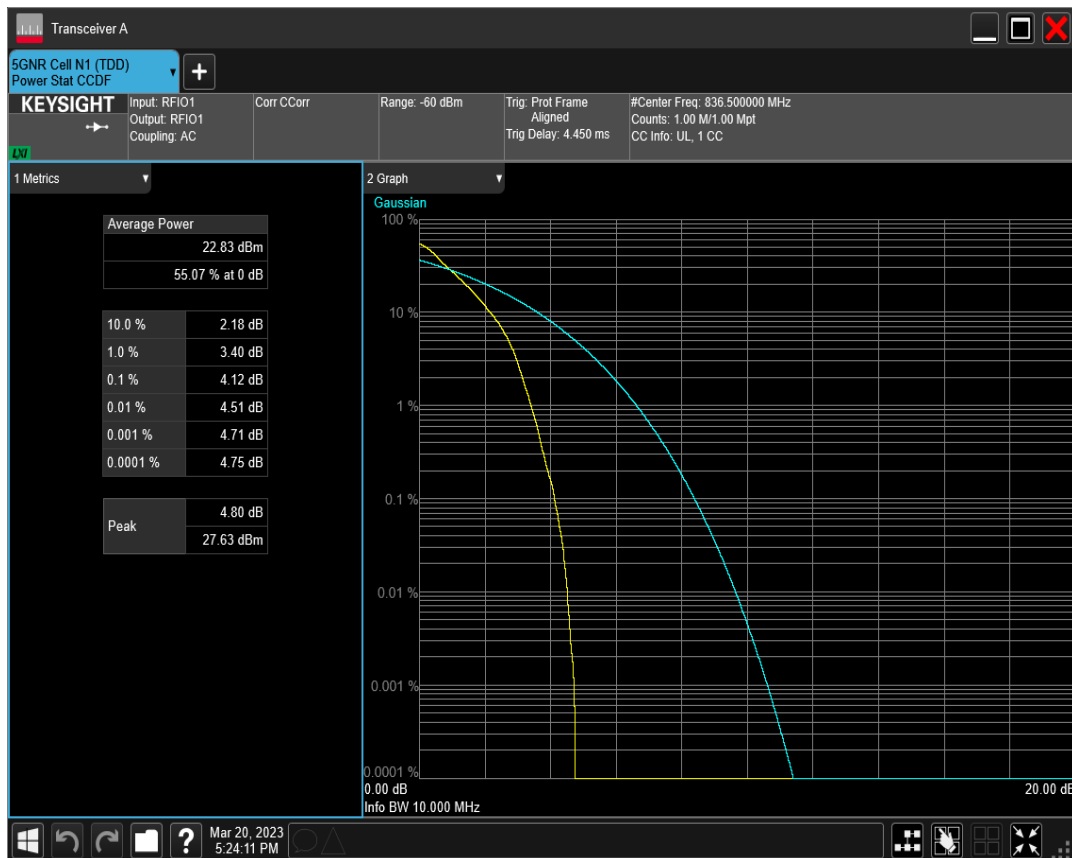 Transceiver A
5GNR Cell N1 (TDD)
Power Stat CCDF
KEYSIGHT
LXI
Input: RFIO1
Output: RFIO1
Coupling: AC
Corr CCorr
Range: -60 dBm
Trig: Prot Frame
Aligned
Trig Delay: 4.450 ms
#Center Freq: 836.500000 MHz
Counts: 1.00 M/1.00 Mpt
CC Info: UL, 1 CC
1 Metrics
Average Power
22.83 dBm
55.07 % at 0 dB
10.0 % 2.18 dB
1.0 % 3.40 dB
0.1 % 4.12 dB
0.01 % 4.51 dB
0.001 % 4.71 dB
0.0001 % 4.75 dB
Peak 4.80 dB
27.63 dBm
2 Graph
Gaussian
100 %
10 %
1 %
0.1 %
0.01 %
0.001 %
0.0001 %
0.00 dB 20.00 dB
Info BW 10.000 MHz
?
Mar 20, 2023
5:24:11 PM